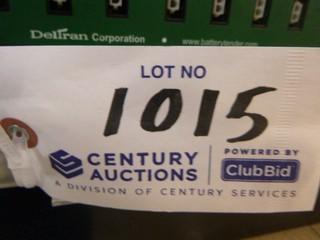 Deltran Corporation • www.batterytender.com
LOT NO
1015
CENTURY AUCTIONS
POWERED BY
ClubBid
A DIVISION OF CENTURY SERVICES